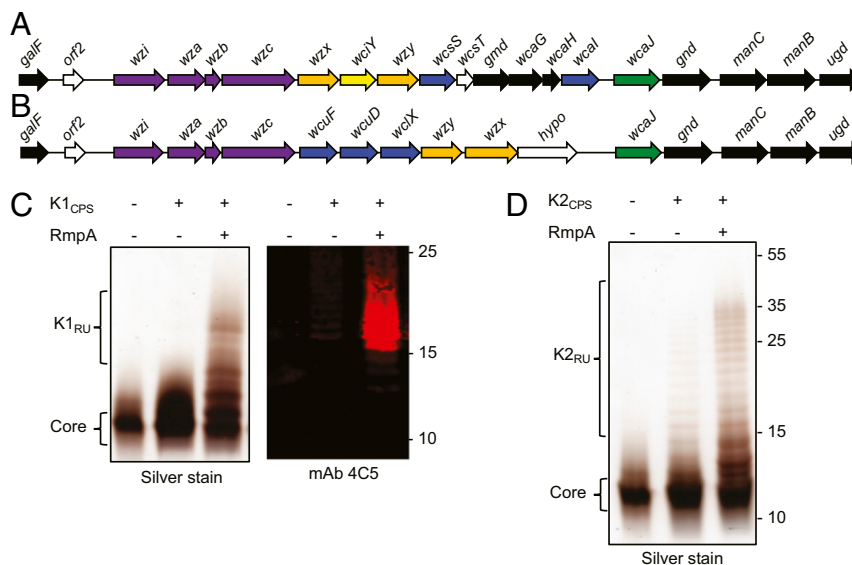 A
galF orf2 wzi wza wzb wzc wzx wciY wzy wcsS wcsT gmd wcaG wcaH wcaI wcaJ gnd manC manB ugd
B
galF orf2 wzi wza wzb wzc wcuF wcuD wclX wzy wzx hypo wcaJ gnd manC manB ugd
C
K1CPS - + + - + +
RmpA - - + - - +
K1RU
Core
25
15
10
Silver stain
mAb 4C5
D
K2CPS - + +
RmpA - - +
K2RU
Core
- 55
- 35
- 25
- 15
- 10
Silver stain